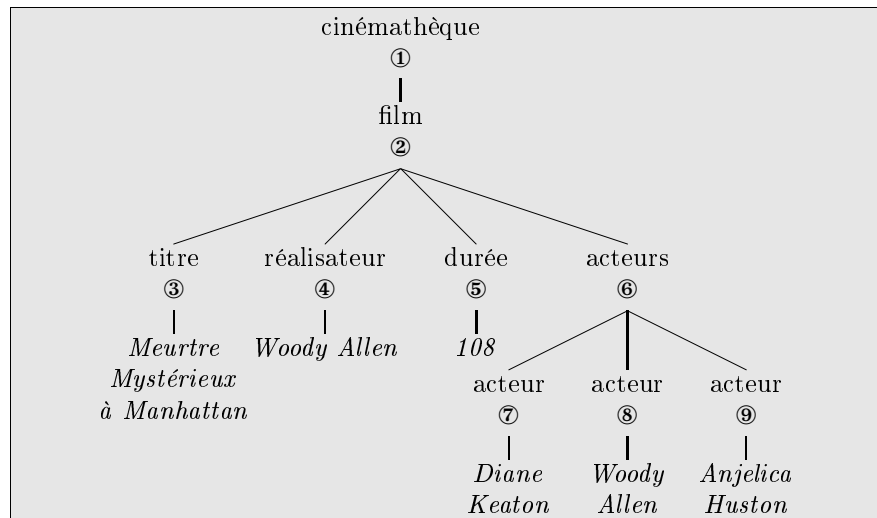 cinémathèque
①
film
②
titre réalisateur durée acteurs
③ ④ ⑤ ⑥
Meurtre Woody Allen 108
Mystérieux
à Manhattan
acteur acteur acteur
⑦ ⑧ ⑨
Diane Woody Anjelica
Keaton Allen Huston